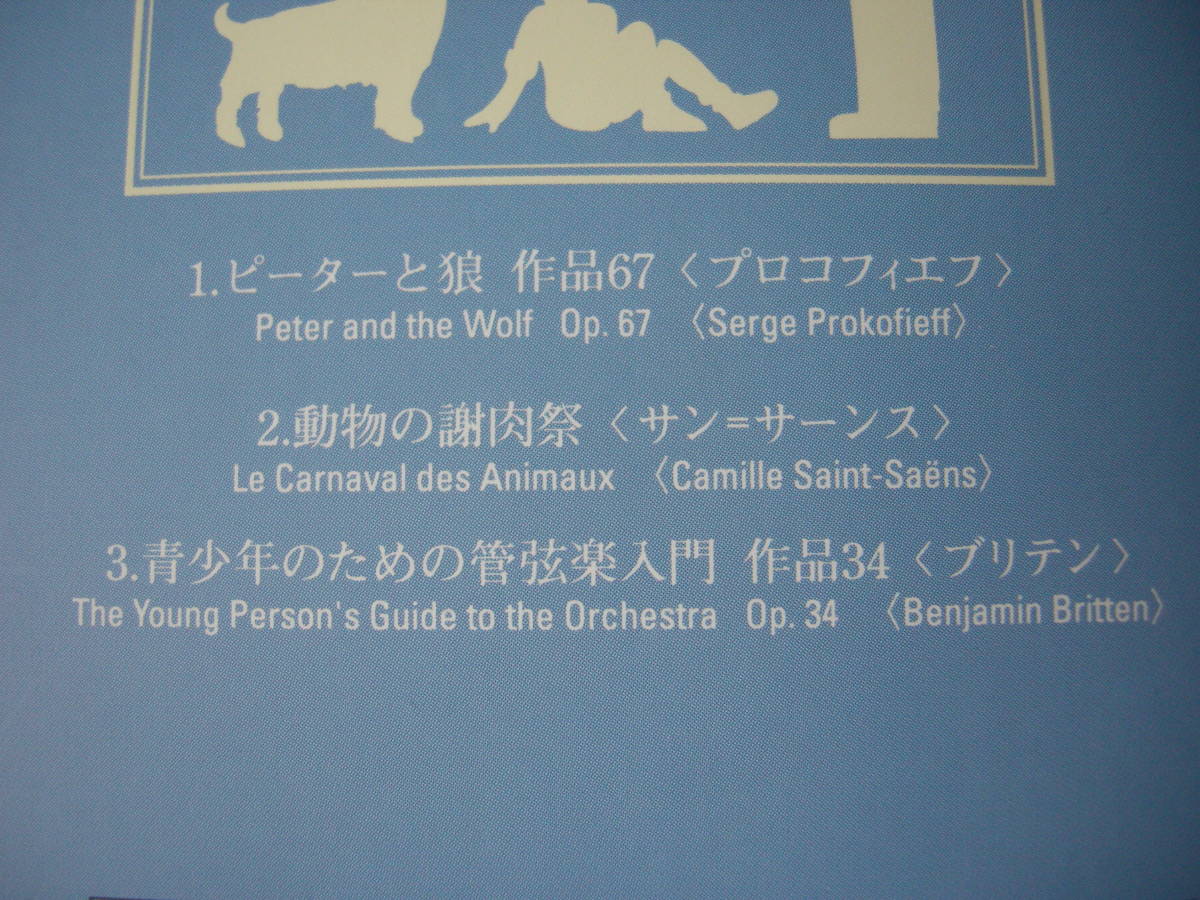 1.ピーターと狼 作品67 〈プロコフィエフ〉
Peter and the Wolf Op. 67 〈Serge Prokofieff〉
2.動物の謝肉祭 〈サン=サーンス〉
Le Carnaval des Animaux 〈Camille Saint-Saëns〉
3.青少年のための管弦楽入門 作品34 〈ブリテン〉
The Young Person's Guide to the Orchestra Op. 34 〈Benjamin Britten〉